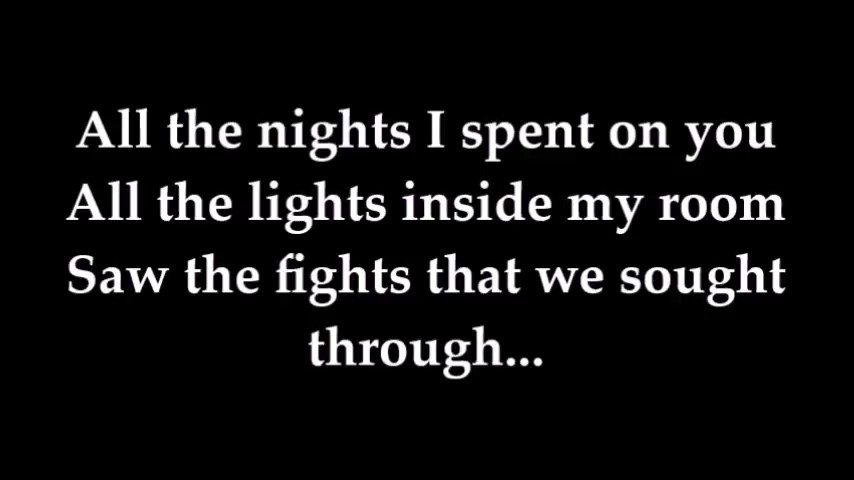 All the nights I spent on you
All the lights inside my room
Saw the fights that we sought
through...